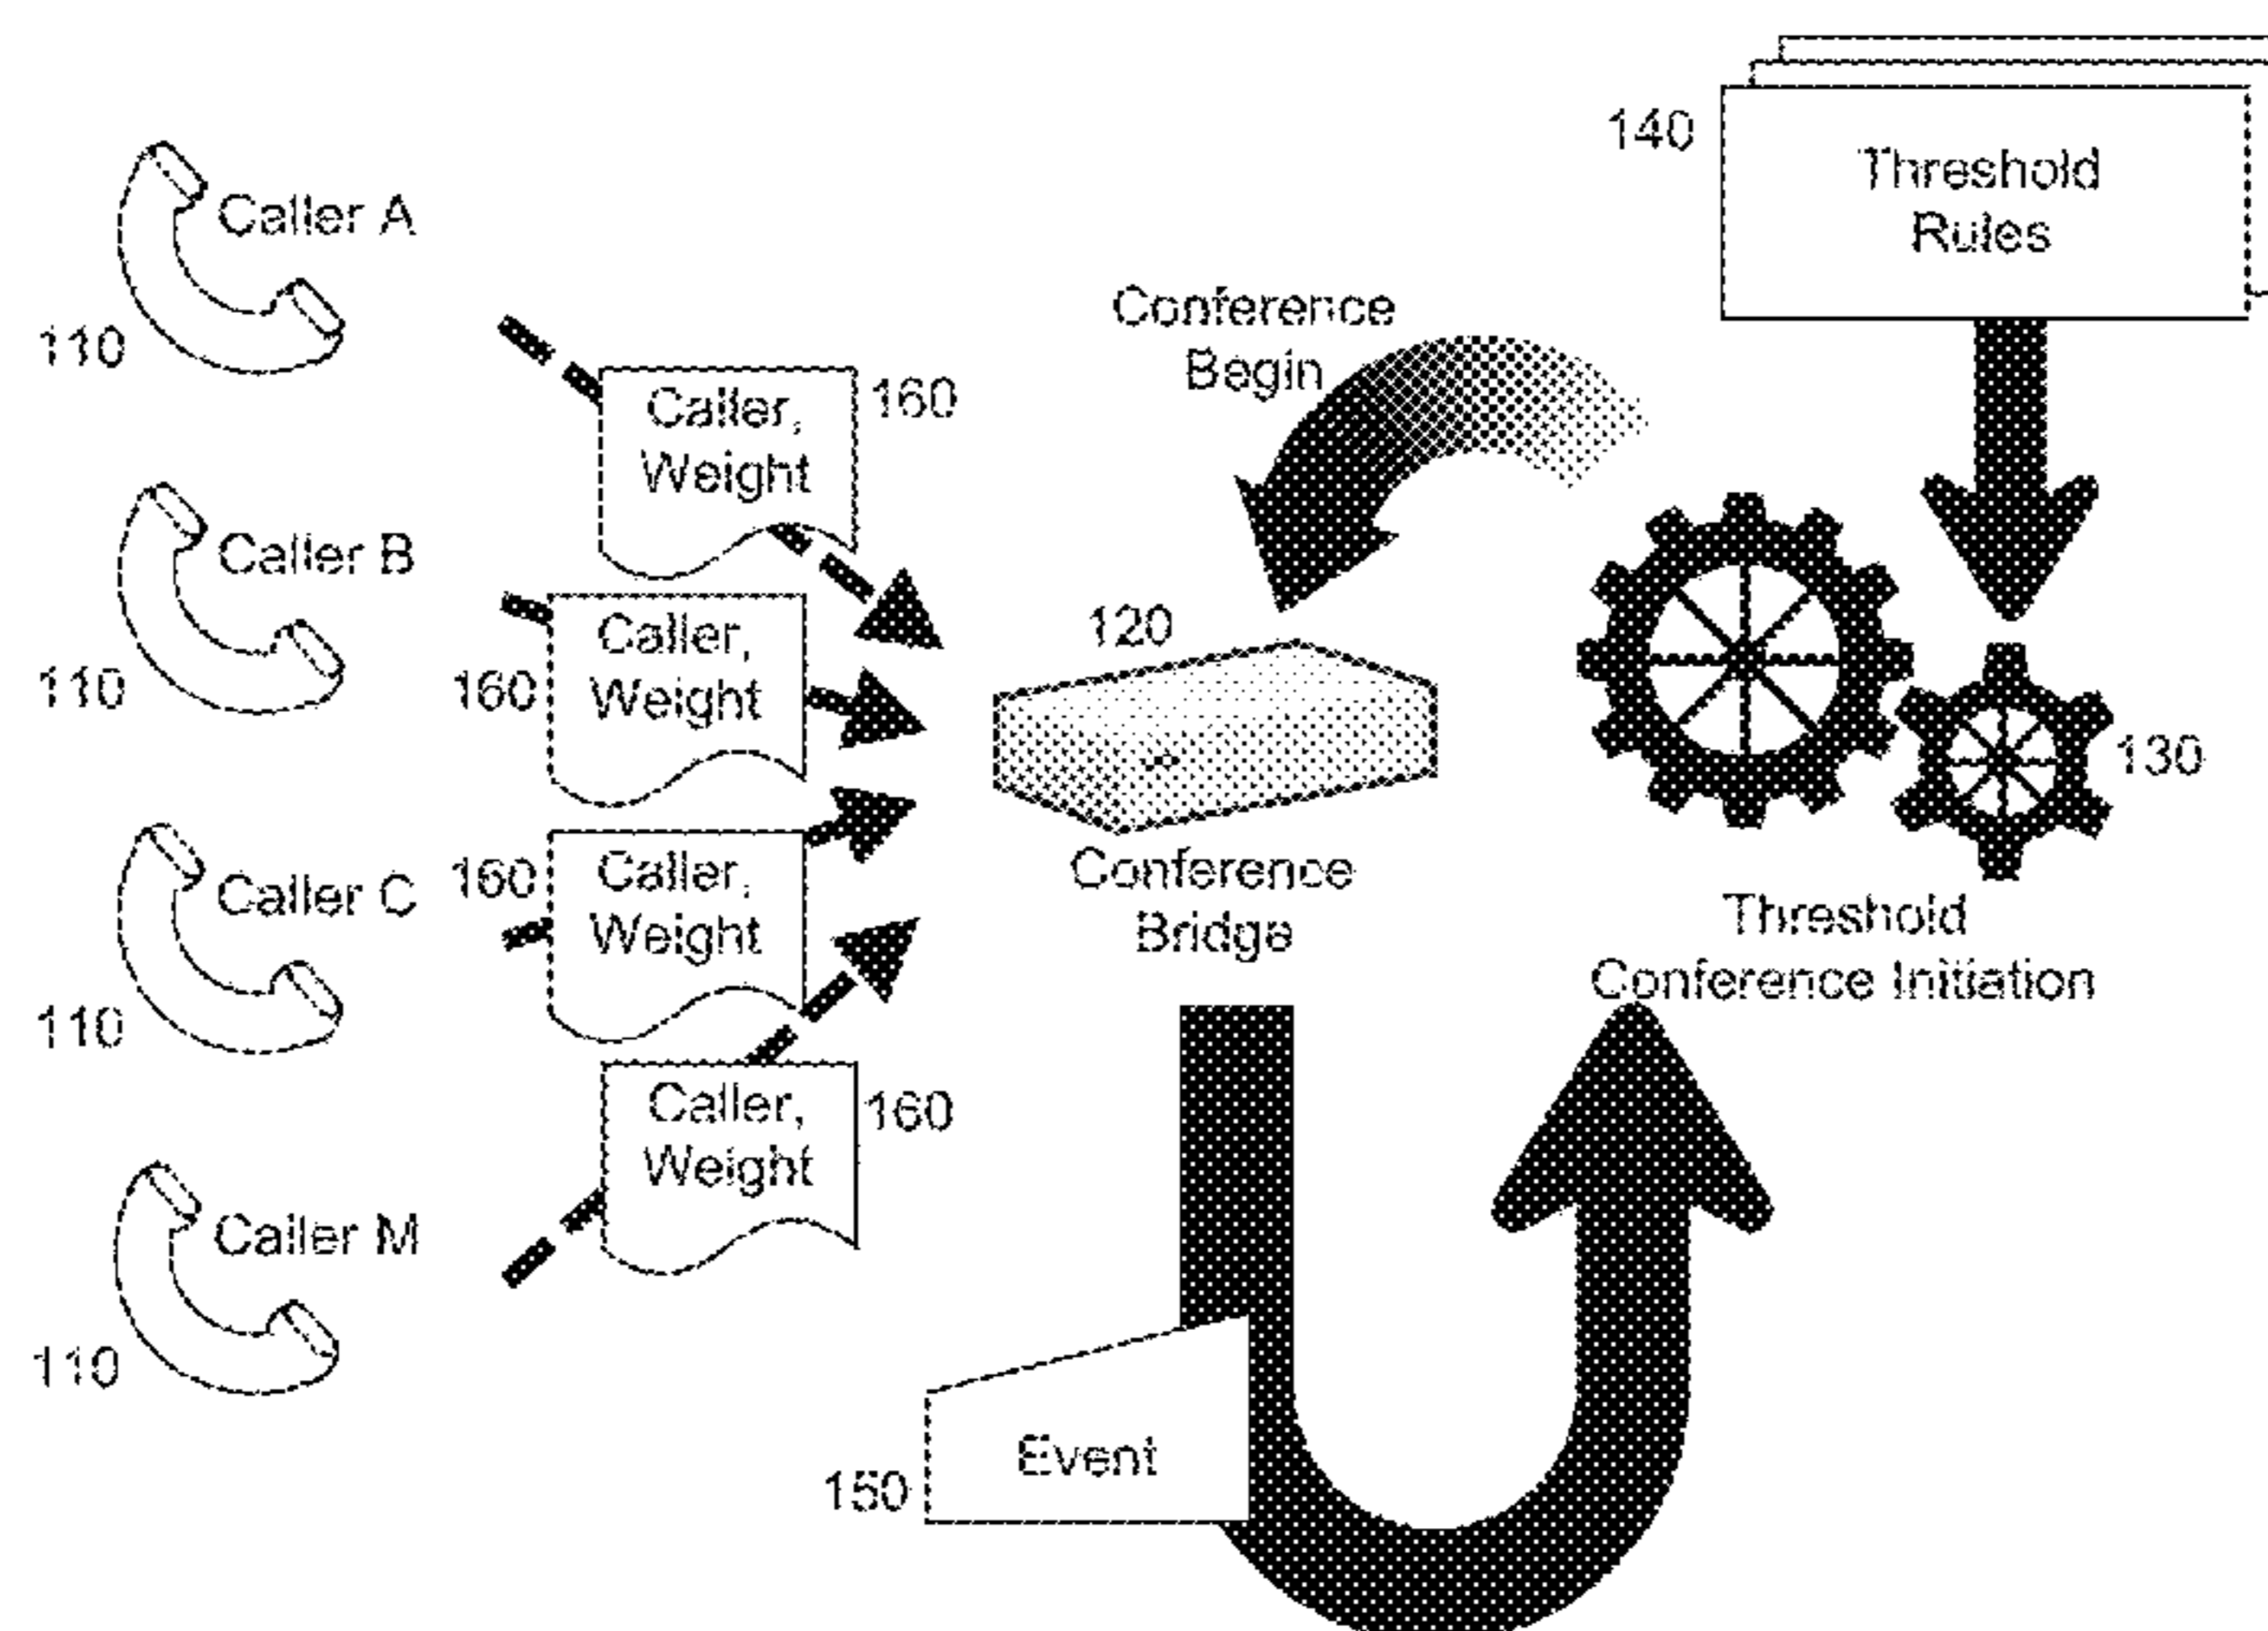 140
Threshold
Rules
Caller A
110
Conference
Begin
Caller,
Weight
160
Caller B
110
Caller,
Weight
160
120
Conference
Bridge
130
Threshold
Conference Initiation
Caller C
110
160
Caller,
Weight
Caller M
110
Caller,
Weight
160
Event
150